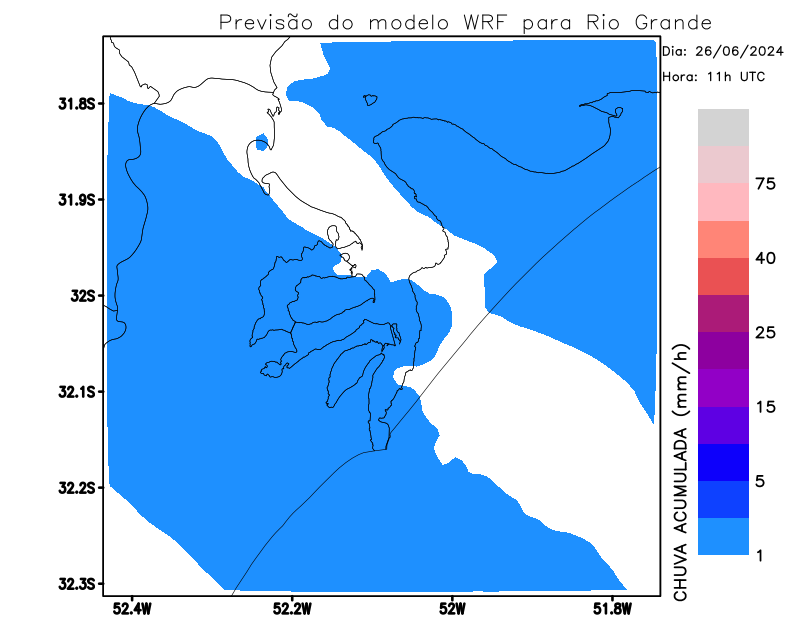 Previsão do modelo WRF para Rio Grande
Dia: 26/06/2024
Hora: 11h UTC
31.8S
31.9S
32S
32.1S
32.2S
32.3S
52.4W
52.2W
52W
51.8W
CHUVA ACUMULADA (mm/h)
75
40
25
15
5
1